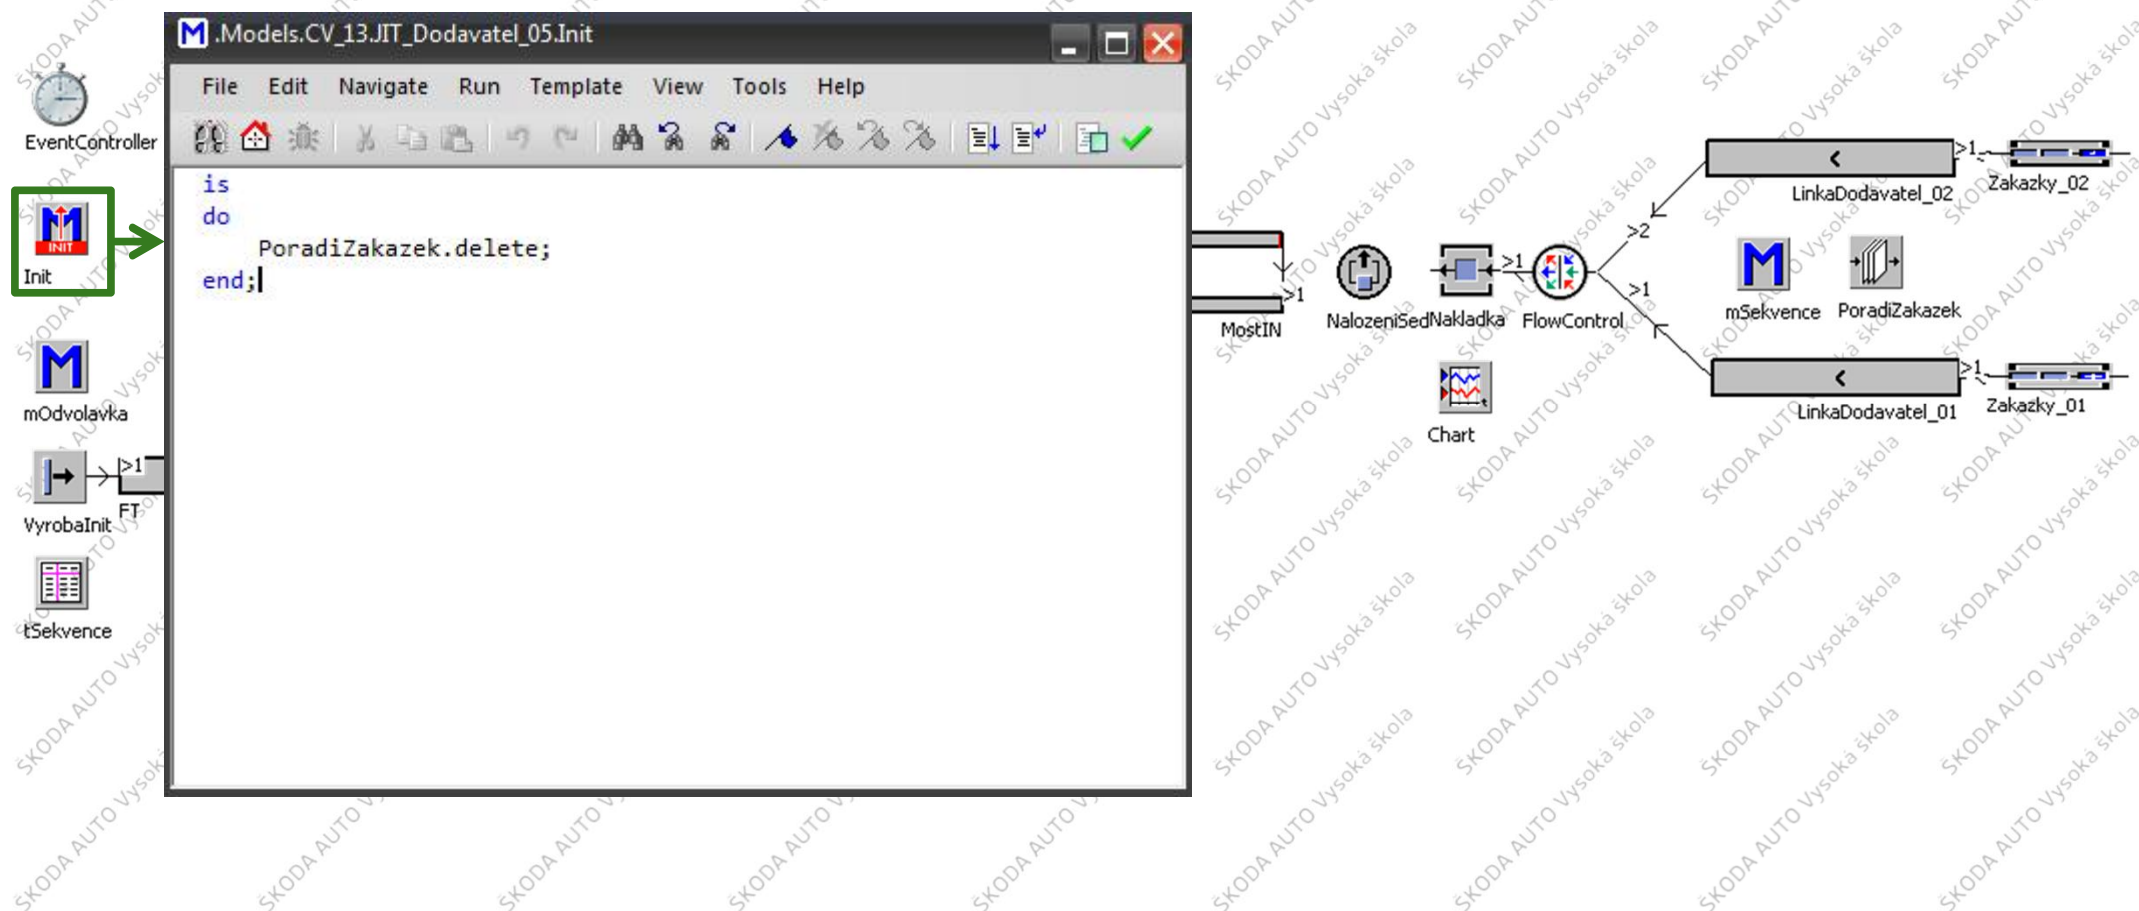 .Models.CV_13.JIT_Dodavatel_05.Init
File Edit Navigate Run Template View Tools Help
is
do
PoradiZakazek.delete;
end;
EventController
INIT
Init
mOdvolavka
>1
VyrobaInit
FT
tSekvence
>1
MostIN
NalozeniSed
Nakladka
>1
FlowControl
Chart
>2
>1
LinkaDodavatel_02
>1
Zakazky_02
mSekvence
PoradiZakazek
LinkaDodavatel_01
>1
Zakazky_01
ŠKODA AUTO Vysoká škola